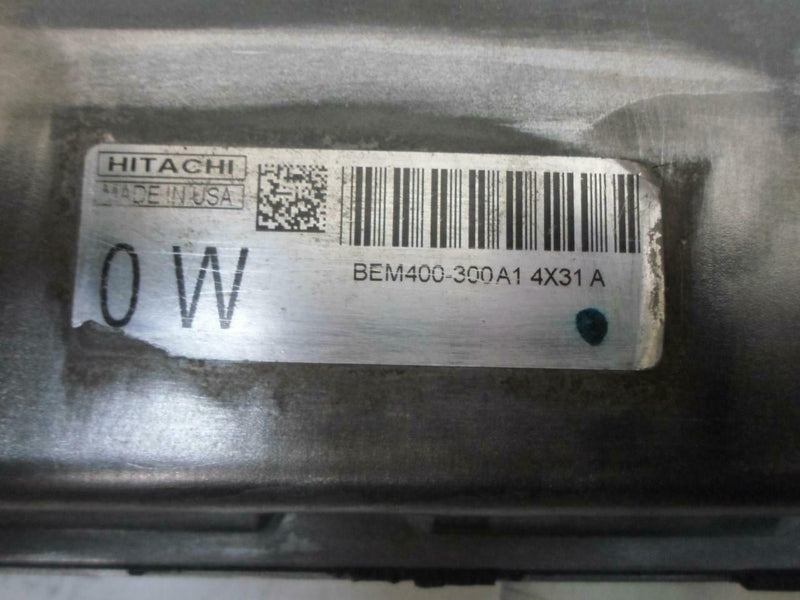 HITACHI
MADE IN USA
0 W
BEM400-300A1 4X31 A